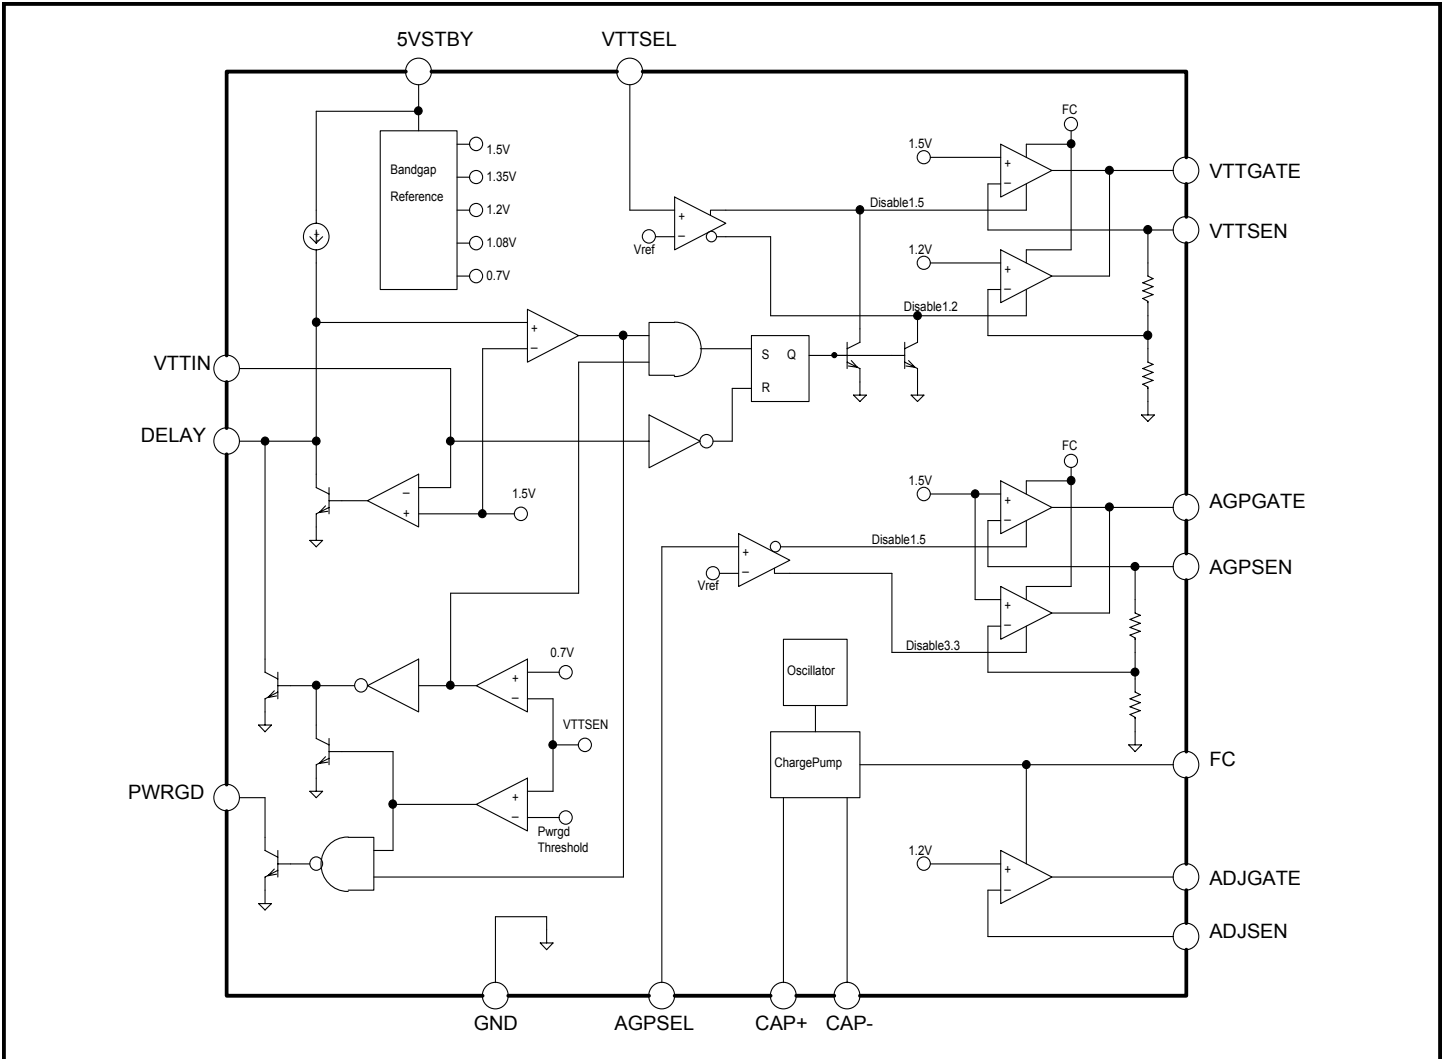 5VSTBY
VTTSEL
FC
1.5V
1.5V
Bandgap
Reference
1.35V
VTTGATE
1.2V
Disable1.5
VTTSEN
1.08V
Vref
1.2V
0.7V
Disable1.2
VTTIN
S Q
R
DELAY
FC
1.5V
1.5V
AGPGATE
Disable1.5
AGPSEN
Vref
0.7V
Disable3.3
Oscillator
VTTSEN
ChargePump
FC
PWRGD
Pwrgd
Threshold
1.2V
ADJGATE
ADJSEN
GND
AGPSEL
CAP+
CAP-
+
−
+
−
+
−
+
−
−
+
+
−
+
−
+
−
+
−
+
−
+
−